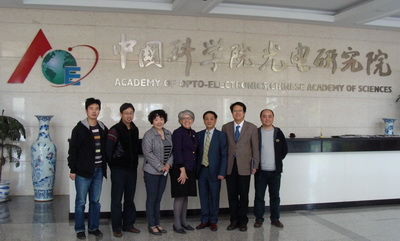 中国科学院光电研究院
ACADEMY OF OPTO-ELECTRONICS, CHINESE ACADEMY OF SCIENCES